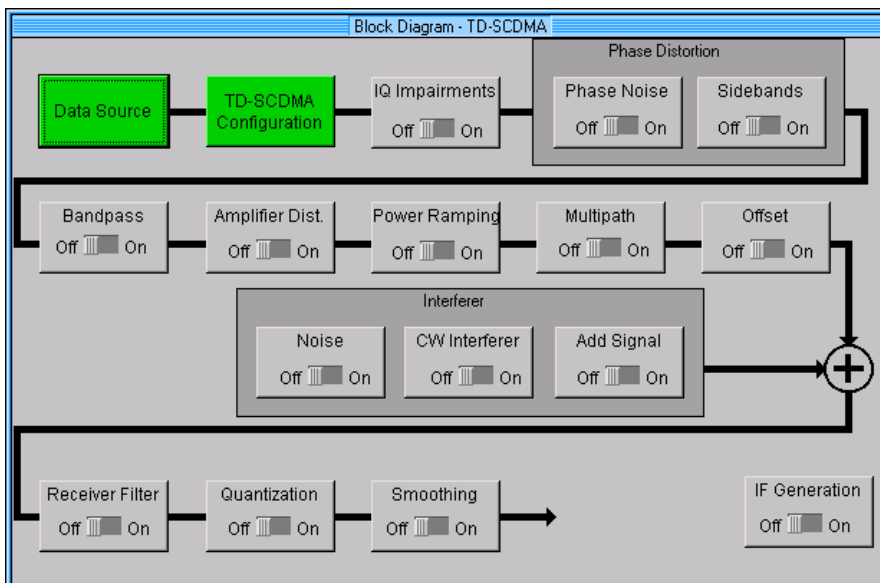 Block Diagram - TD-SCDMA
Phase Distortion
Data Source
TD-SCDMA
Configuration
IQ Impairments
Off On
Phase Noise
Off On
Sidebands
Off On
Bandpass
Off On
Amplifier Dist.
Off On
Power Ramping
Off On
Multipath
Off On
Offset
Off On
Interferer
Noise
Off On
CW Interferer
Off On
Add Signal
Off On
Receiver Filter
Off On
Quantization
Off On
Smoothing
Off On
IF Generation
Off On